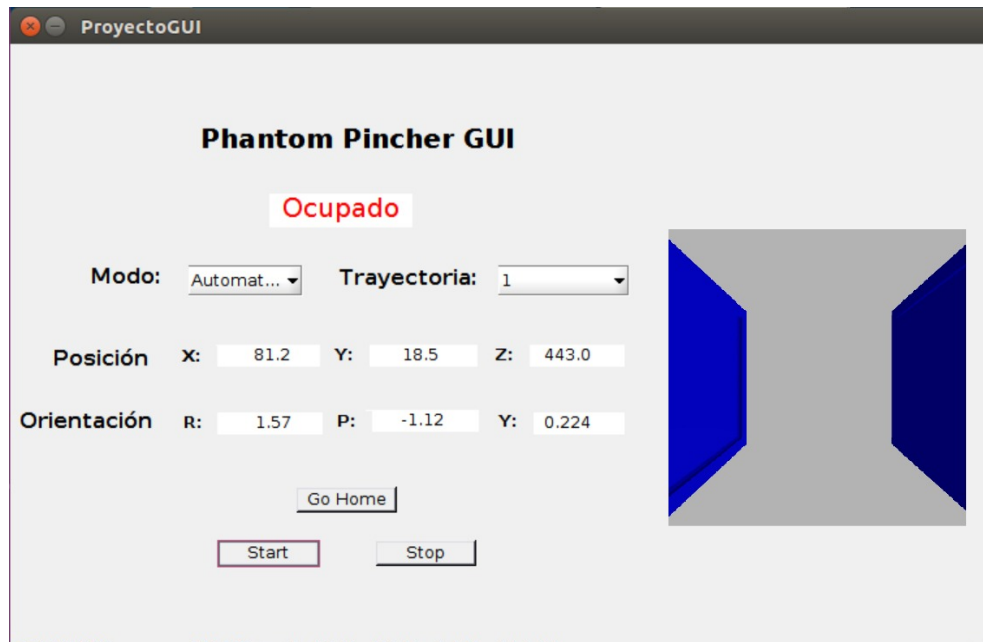 ProyectoGUI
Phantom Pincher GUI
Ocupado
Modo: Automat... Trayectoria: 1
Posición X: 81.2 Y: 18.5 Z: 443.0
Orientación R: 1.57 P: -1.12 Y: 0.224
Go Home
Start Stop